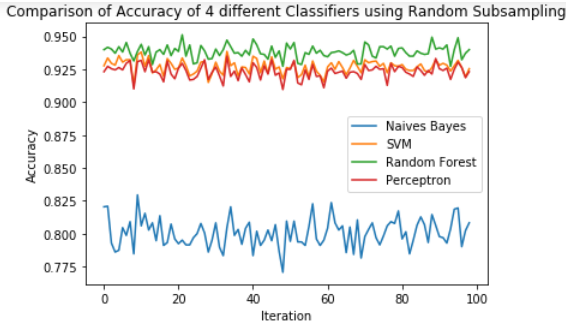 Comparison of Accuracy of 4 different Classifiers using Random Subsampling
0.950
0.925
0.900
0.875
0.850
0.825
0.800
0.775
Accuracy
Naives Bayes
SVM
Random Forest
Perceptron
0 20 40 60 80 100
Iteration